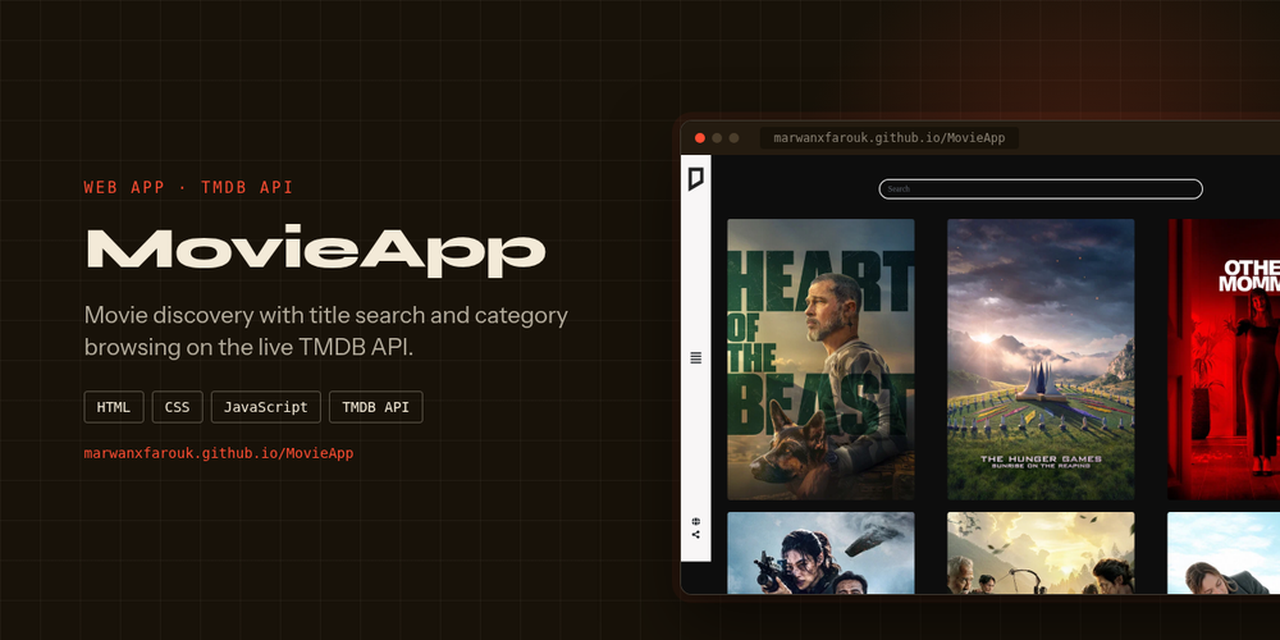 WEB APP · TMDB API
MovieApp
Movie discovery with title search and category
browsing on the live TMDB API.
HTML
CSS
JavaScript
TMDB API
marwanxfarouk.github.io/MovieApp
marwanxfarouk.github.io/MovieApp
Search
HEART
OF
THE
BEAST
THE HUNGER GAMES
SUNRISE ON THE REAPING